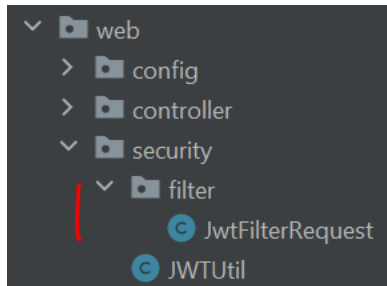 web
config
controller
security
filter
C JwtFilterRequest
C JWTUtil